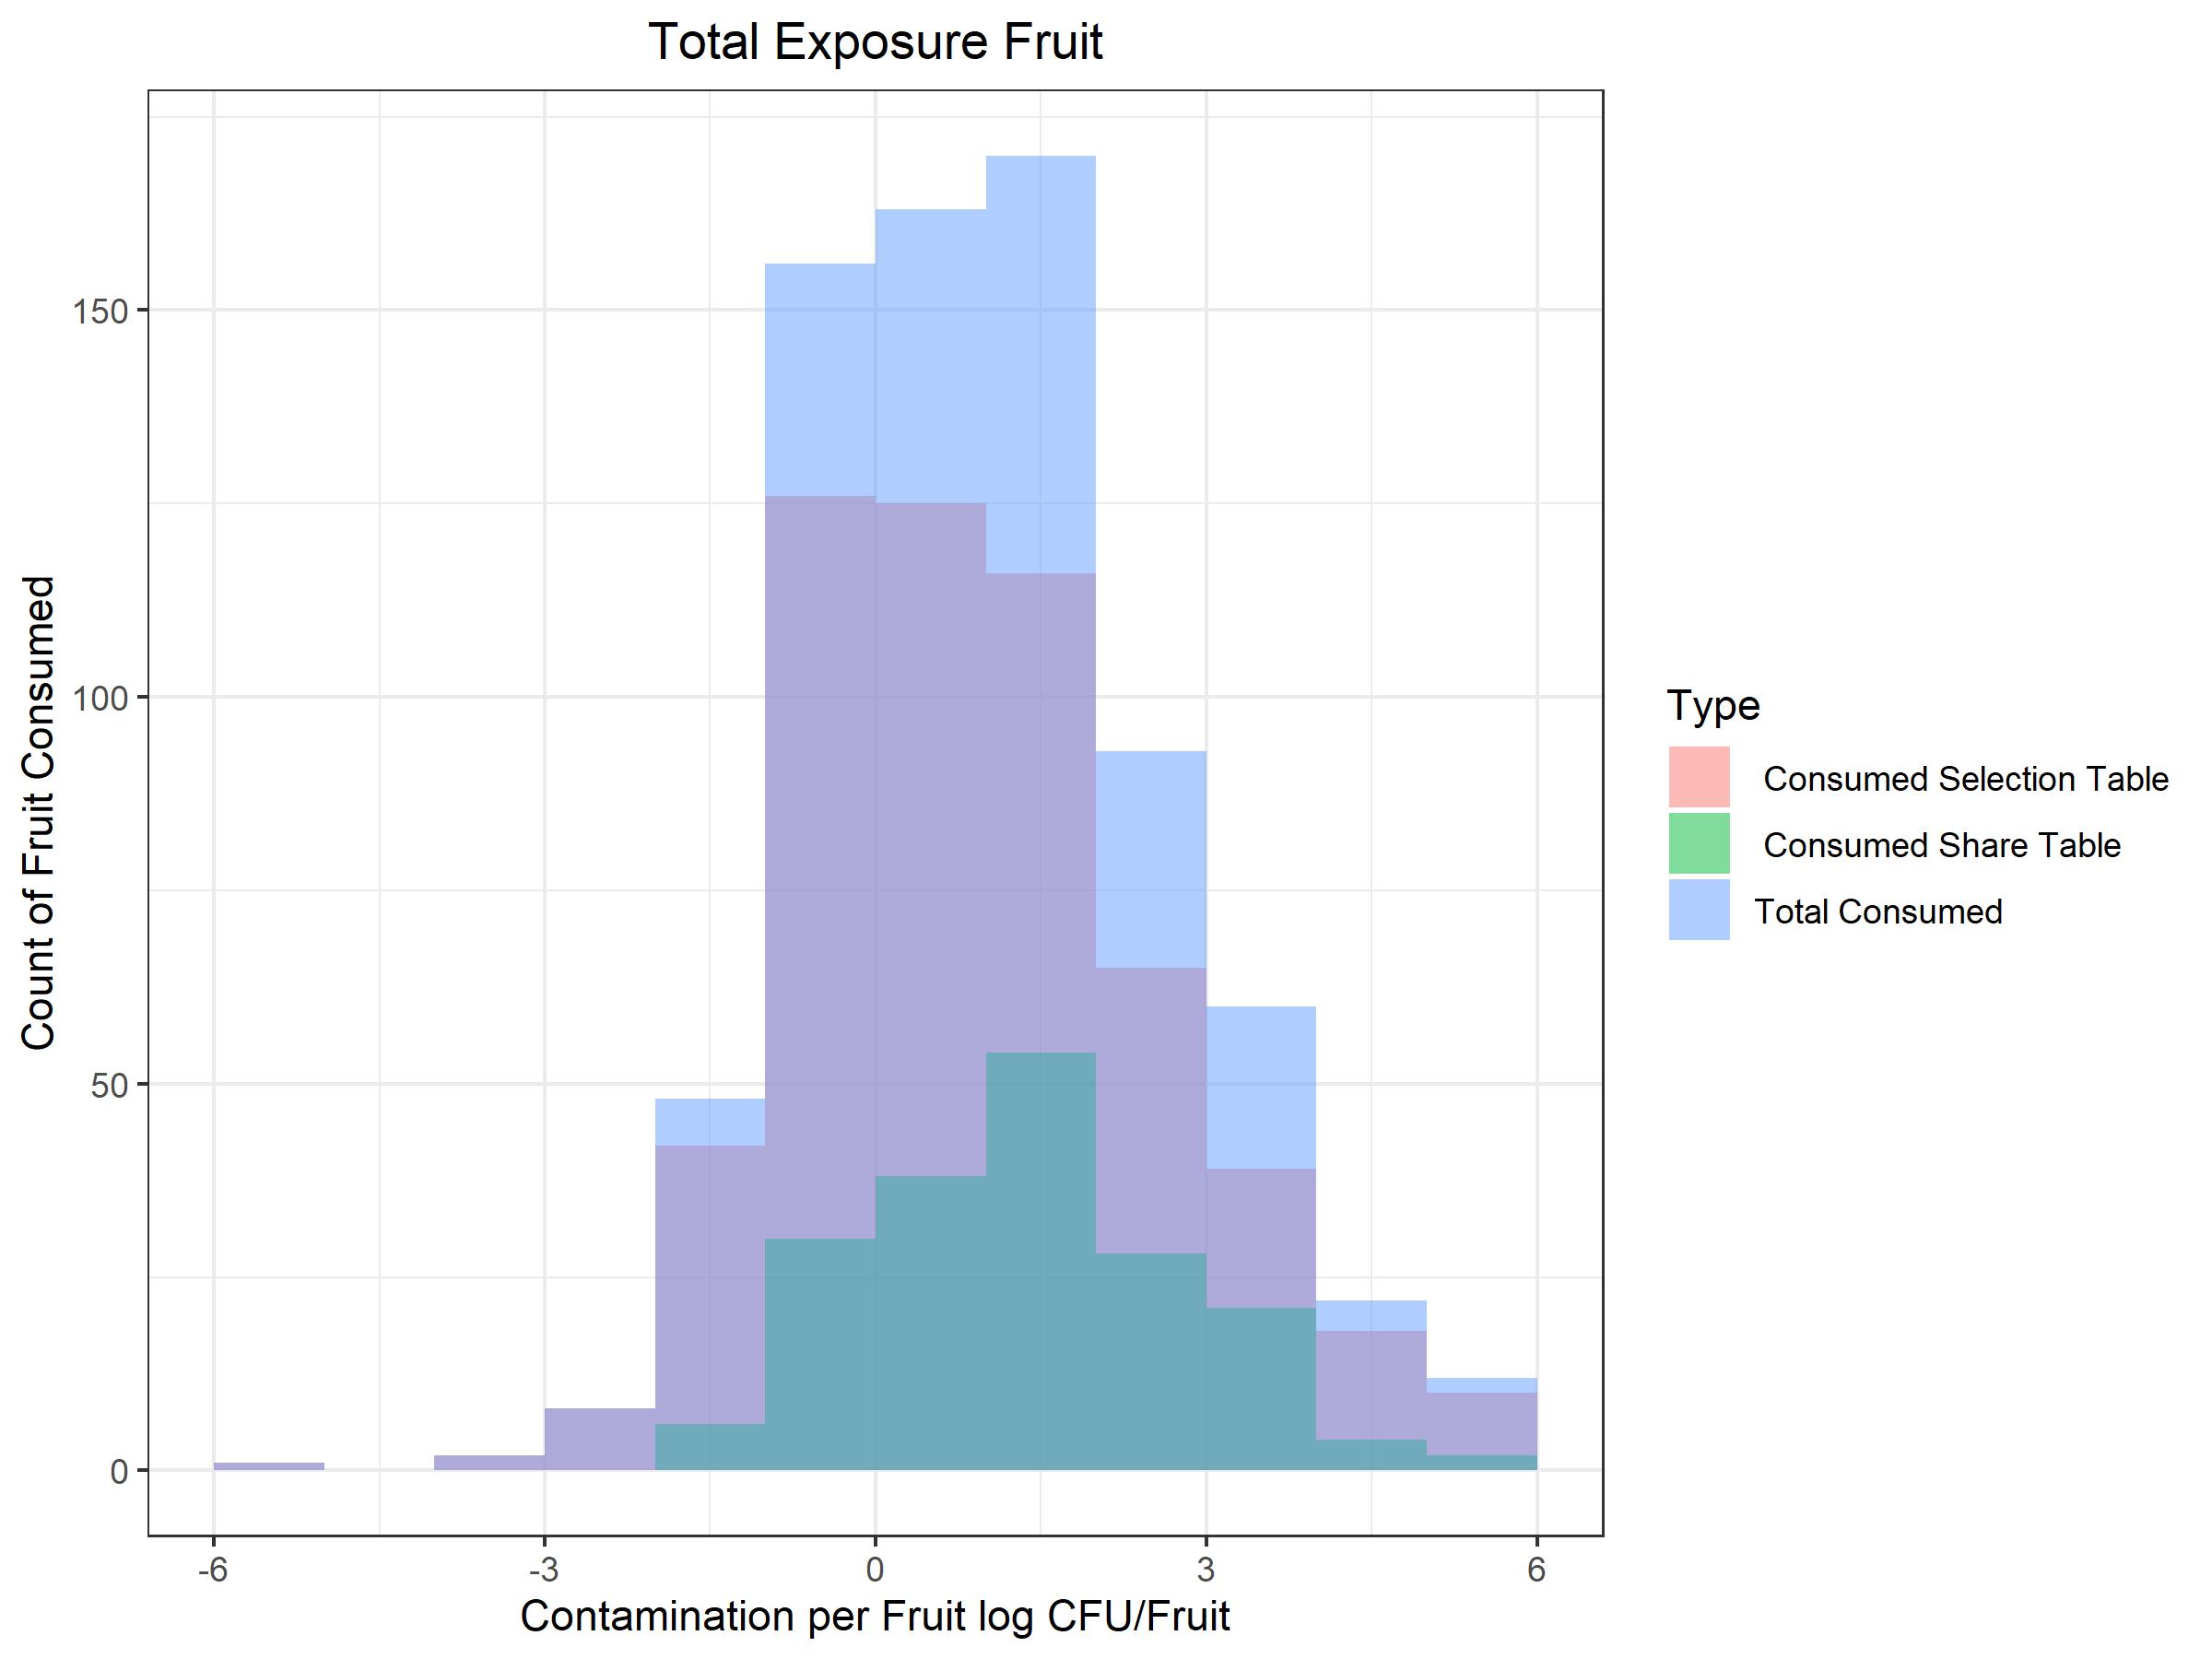 Total Exposure Fruit
Count of Fruit Consumed
150
100
50
0
-6
-3
0
3
6
Contamination per Fruit log CFU/Fruit
Type
Consumed Selection Table
Consumed Share Table
Total Consumed